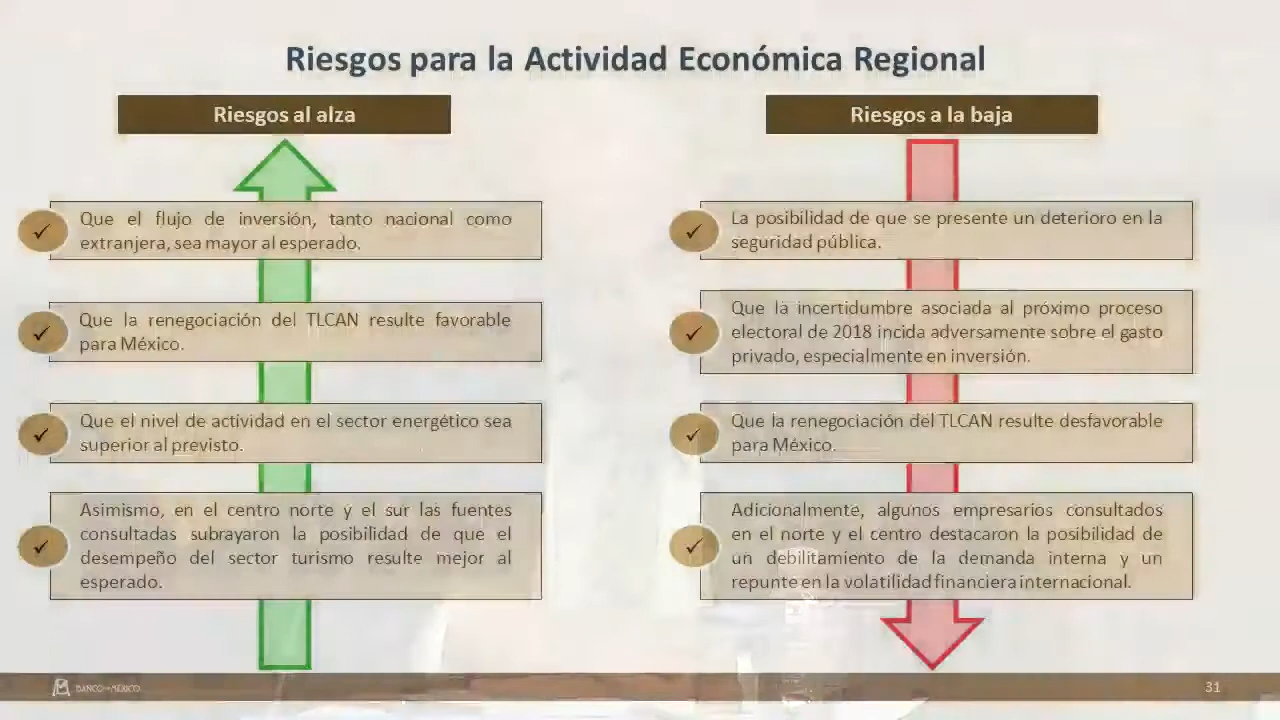 Riesgos para la Actividad Económica Regional
Riesgos al alza
Que el flujo de inversión, tanto nacional como
extranjera, sea mayor al esperado.
Que la renegociación del TLCAN resulte favorable
para México.
Que el nivel de actividad en el sector energético sea
superior al previsto.
Asimismo, en el centro norte y el sur las fuentes
consultadas subrayaron la posibilidad de que el
desempeño del sector turismo resulte mejor al
esperado.
Riesgos a la baja
La posibilidad de que se presente un deterioro en la
seguridad pública.
Que la incertidumbre asociada al próximo proceso
electoral de 2018 incida adversamente sobre el gasto
privado, especialmente en inversión.
Que la renegociación del TLCAN resulte desfavorable
para México.
Adicionalmente, algunos empresarios consultados
en el norte y el centro destacaron la posibilidad de
un debilitamiento de la demanda interna y un
repunte en la volatilidad financiera internacional.
BANCO DE MÉXICO
31